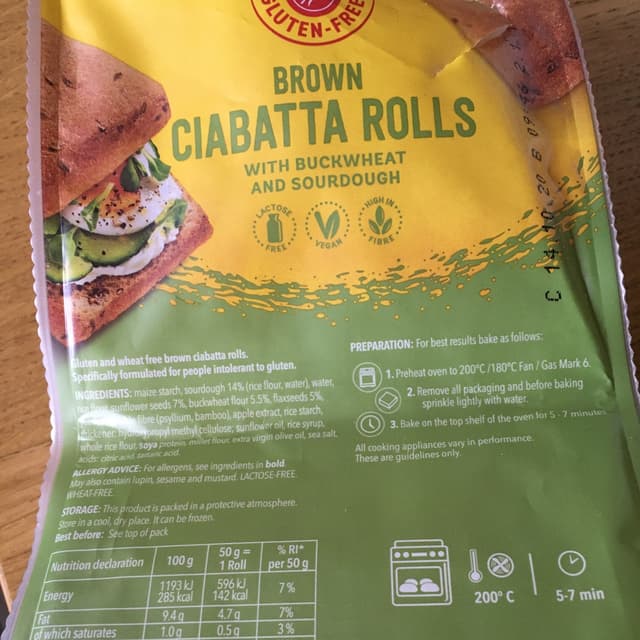 GLUTEN-FREE
BROWN
CIABATTA ROLLS
WITH BUCKWHEAT
AND SOURDOUGH
LACTOSE FREE
VEGAN
HIGH IN FIBRE
C 14 10 20 B 09
Gluten and wheat free brown ciabatta rolls.
Specifically formulated for people intolerant to gluten.
INGREDIENTS: maize starch, sourdough 14% (rice flour, water), water,
sunflower seeds 7%, buckwheat flour 5.5%, flaxseeds 5%,
fibre (psyllium, bamboo), apple extract, rice starch,
methyl cellulose; sunflower oil, rice syrup,
whole rice flour, soya protein, millet flour, extra virgin olive oil, sea salt,
acids: citric acid, tartaric acid.
ALLERGY ADVICE: For allergens, see ingredients in bold.
May also contain lupin, sesame and mustard. LACTOSE-FREE.
WHEAT-FREE.
STORAGE: This product is packed in a protective atmosphere.
Store in a cool, dry place. It can be frozen.
Best before: See top of pack
Nutrition declaration 100 g 50 g = 1 Roll % RI* per 50 g
Energy 1193 kJ 285 kcal 596 kJ 142 kcal 7%
Fat 9.4g 4.7g 7%
of which saturates 1.0g 0.5g 3%
PREPARATION: For best results bake as follows:
1. Preheat oven to 200°C /180°C Fan / Gas Mark 6.
2. Remove all packaging and before baking
sprinkle lightly with water.
3. Bake on the top shelf of the oven for 5 - 7 minutes
All cooking appliances vary in performance.
These are guidelines only.
200° C
5-7 min